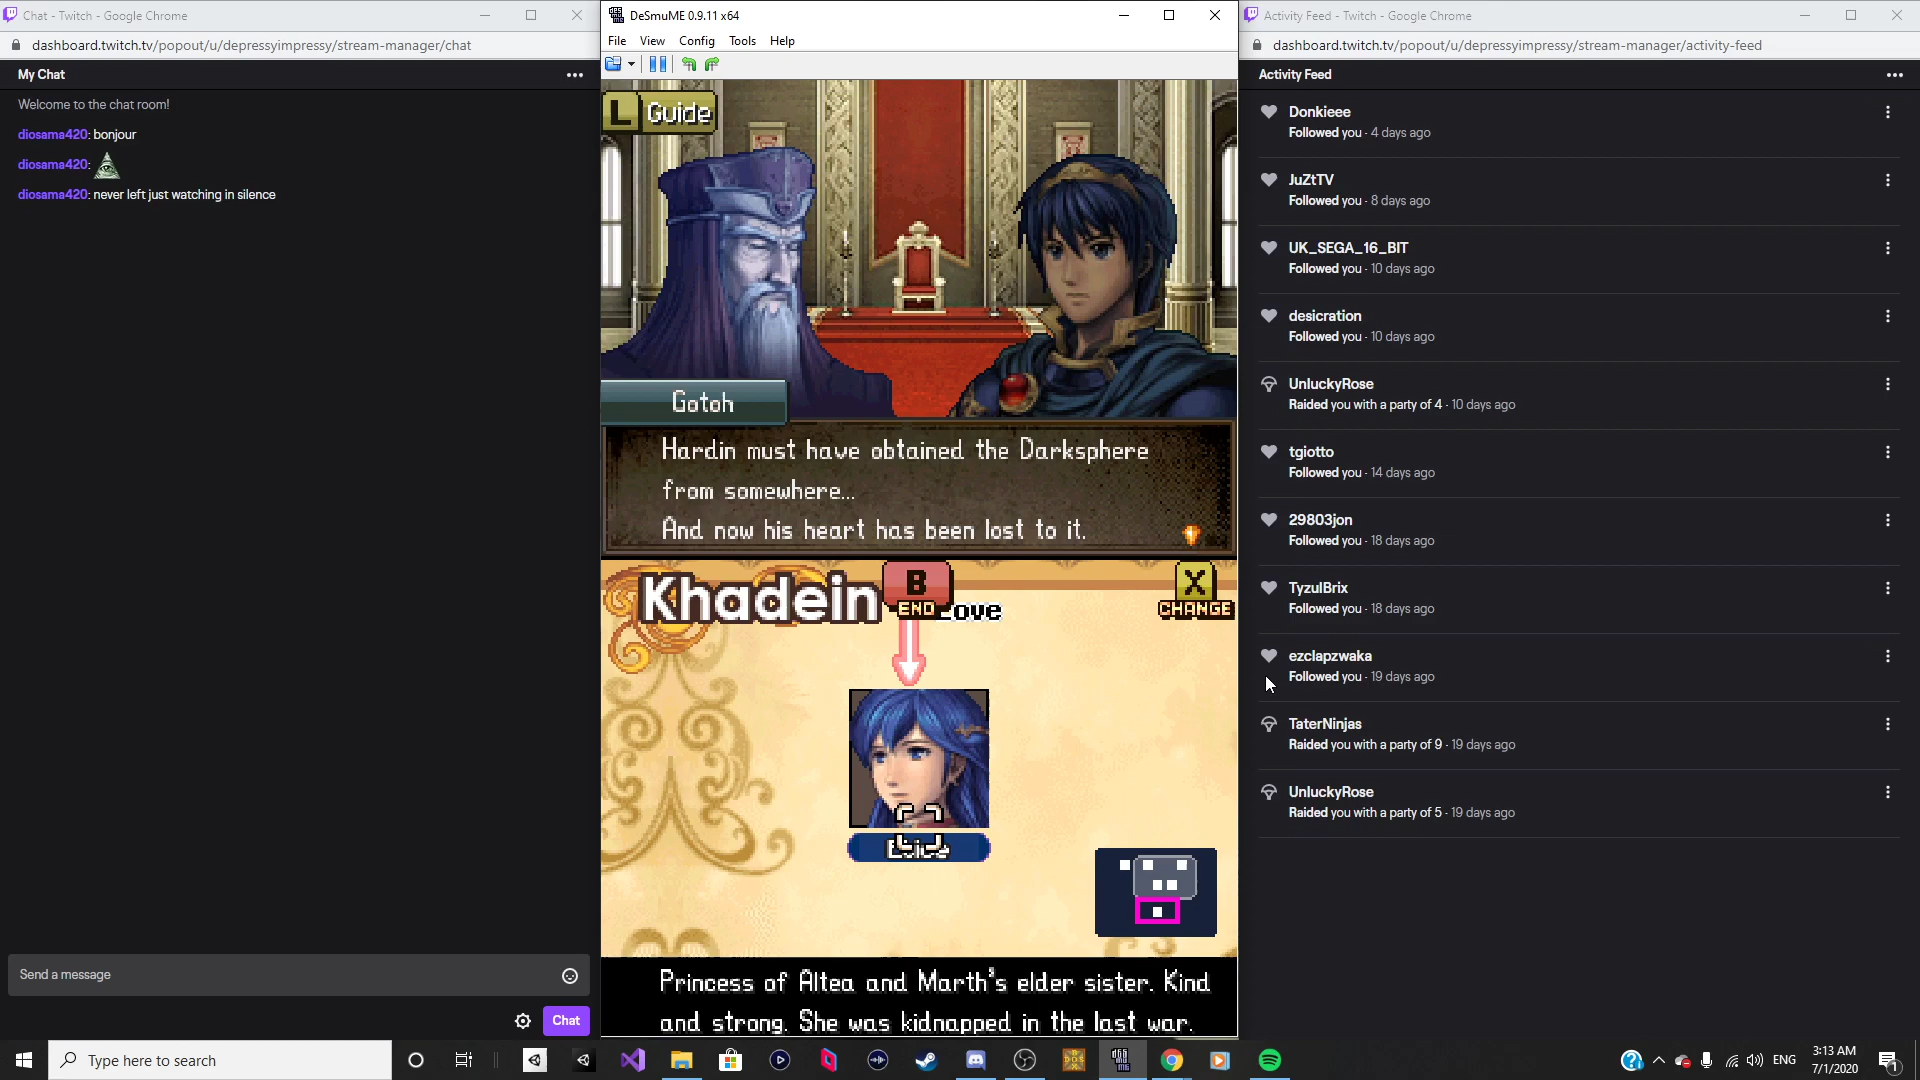 Chat - Twitch - Google Chrome
dashboard.twitch.tv/popout/u/depressyimpressy/stream-manager/chat
My Chat
Welcome to the chat room!
diosama420: bonjour
diosama420:
diosama420: never left just watching in silence
Send a message
Chat
DeSmuME 0.9.11 x64
File View Config Tools Help
L Guide
Gotoh
Hardin must have obtained the Darksphere
from somewhere...
And now his heart has been lost to it.
Khadein
B
END
Love
X
CHANGE
Princess of Altea and Marth's elder sister. Kind
and strong. She was kidnapped in the last war.
Activity Feed - Twitch - Google Chrome
dashboard.twitch.tv/popout/u/depressyimpressy/stream-manager/activity-feed
Activity Feed
Donkieee
Followed you · 4 days ago
JuZtTV
Followed you · 8 days ago
UK_SEGA_16_BIT
Followed you · 10 days ago
desicration
Followed you · 10 days ago
UnluckyRose
Raided you with a party of 4 · 10 days ago
tgiotto
Followed you · 14 days ago
29803jon
Followed you · 18 days ago
TyzulBrix
Followed you · 18 days ago
ezclapzwaka
Followed you · 19 days ago
TaterNinjas
Raided you with a party of 9 · 19 days ago
UnluckyRose
Raided you with a party of 5 · 19 days ago
Type here to search
ENG
3:13 AM
7/1/2020
1